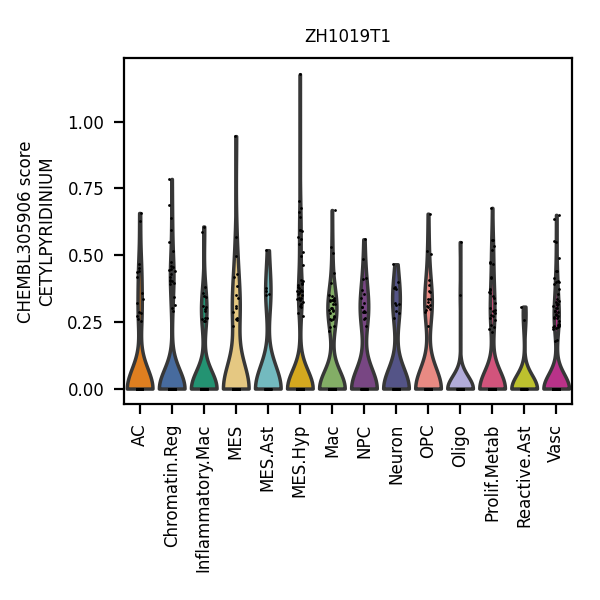 ZH1019T1
CHEMBL305906 score
CETYLPYRIDINIUM
1.00
0.75
0.50
0.25
0.00
AC
Chromatin.Reg
Inflammatory.Mac
MES
MES.Ast
MES.Hyp
Mac
NPC
Neuron
OPC
Oligo
Prolif.Metab
Reactive.Ast
Vasc